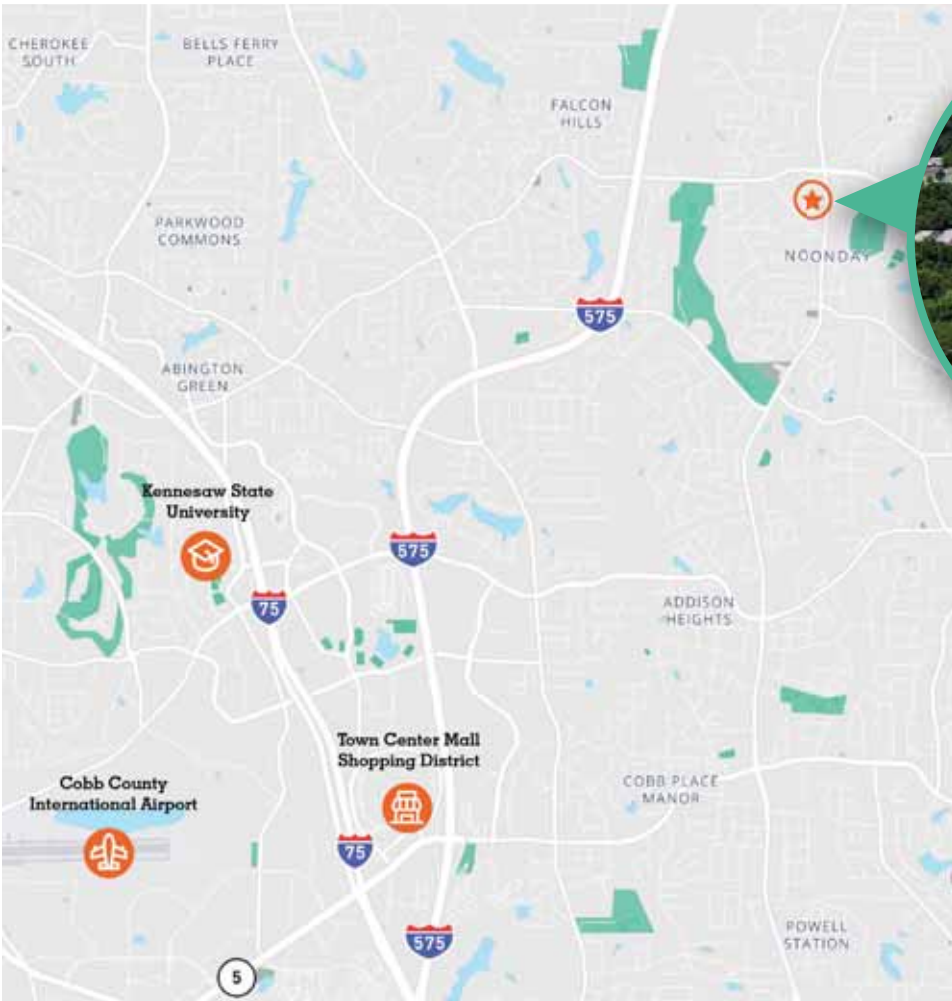 CHEROKEE
SOUTH
BELLS FERRY
PLACE
FALCON
HILLS
PARKWOOD
COMMONS
NOONDAY
575
ABINGTON
GREEN
Kennesaw State
University
575
75
ADDISON
HEIGHTS
Town Center Mall
Shopping District
Cobb County
International Airport
COBB PLACE
MANOR
75
575
POWELL
STATION
5